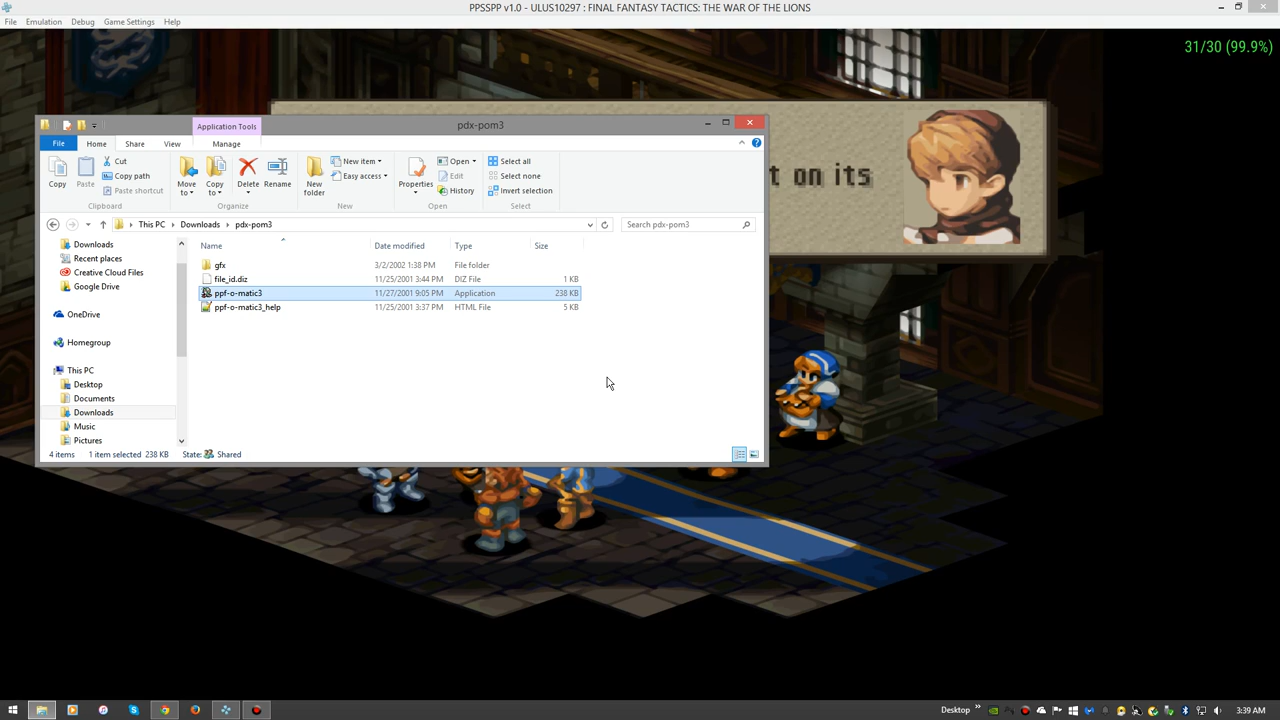 PPSSPP v1.0 - ULUS10297 : FINAL FANTASY TACTICS: THE WAR OF THE LIONS
File Emulation Debug Game Settings Help
31/30 (99.9%)
Application Tools
pdx-pom3
File Home Share View Manage
t on its
Copy
Paste
Cut
Copy path
Paste shortcut
Move to
Copy to
Delete
Rename
New folder
New item
Easy access
Properties
Open
Edit
History
Select all
Select none
Invert selection
Clipboard Organize New Open Select
This PC Downloads pdx-pom3
Search pdx-pom3
Downloads
Recent places
Creative Cloud Files
Google Drive
OneDrive
Homegroup
This PC
Desktop
Documents
Downloads
Music
Pictures
Name Date modified Type Size
gfx 3/2/2002 1:38 PM File folder
file_id.diz 11/25/2001 3:44 PM DIZ File 1 KB
ppf-o-matic3 11/27/2001 9:05 PM Application 238 KB
ppf-o-matic3_help 11/25/2001 3:37 PM HTML File 5 KB
4 items 1 item selected 238 KB State: Shared
Desktop
3:39 AM